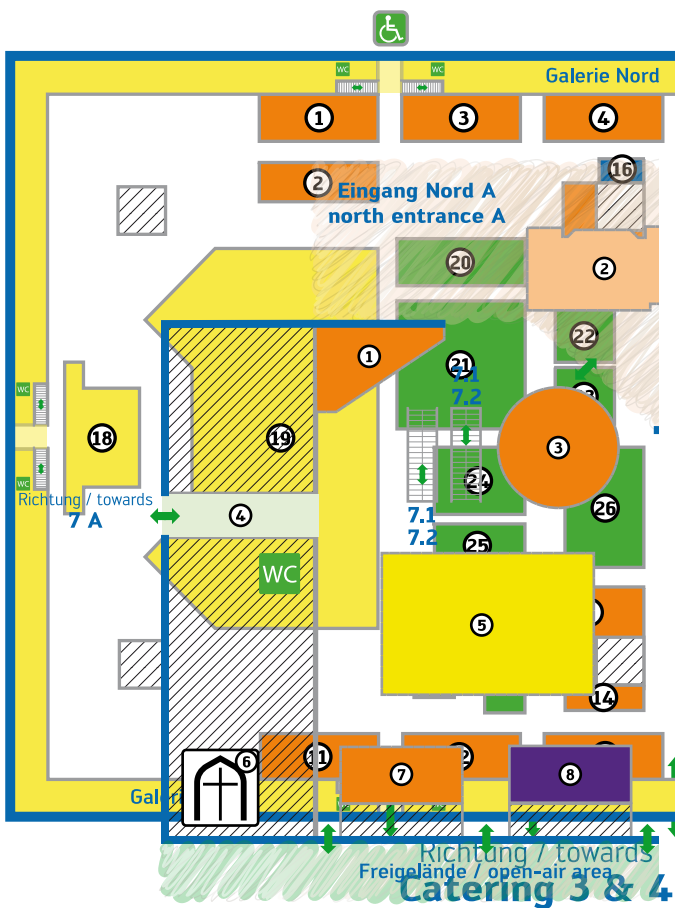 WC
WC
Galerie Nord
1
3
4
2
16
Eingang Nord A
north entrance A
20
2
22
1
21
7.1
7.2
WC
18
19
3
WC
24
26
Richtung / towards
7 A
4
7.1
7.2
25
WC
5
14
11
6
7
8
Richtung / towards
Freigelände / open-air area
Catering 3 & 4